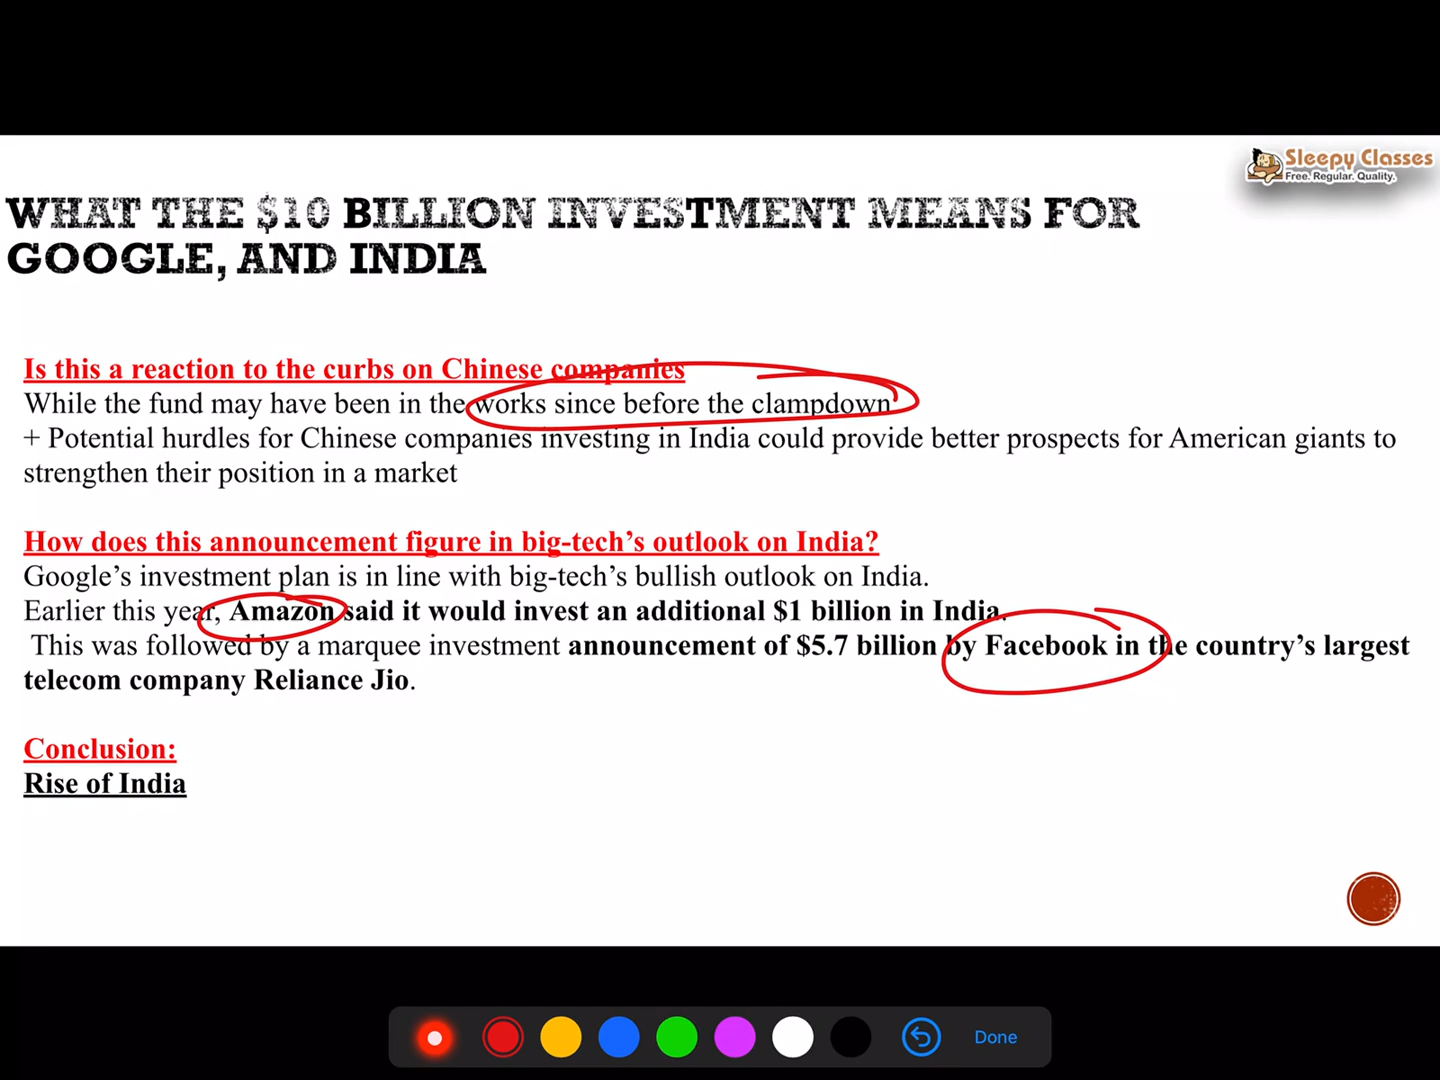 Sleepy Classes
Free. Regular. Quality.
WHAT THE $10 BILLION INVESTMENT MEANS FOR
GOOGLE, AND INDIA
Is this a reaction to the curbs on Chinese companies
While the fund may have been in the works since before the clampdown
+ Potential hurdles for Chinese companies investing in India could provide better prospects for American giants to
strengthen their position in a market
How does this announcement figure in big-tech’s outlook on India?
Google’s investment plan is in line with big-tech’s bullish outlook on India.
Earlier this year, Amazon said it would invest an additional $1 billion in India.
This was followed by a marquee investment announcement of $5.7 billion by Facebook in the country’s largest
telecom company Reliance Jio.
Conclusion:
Rise of India
Done